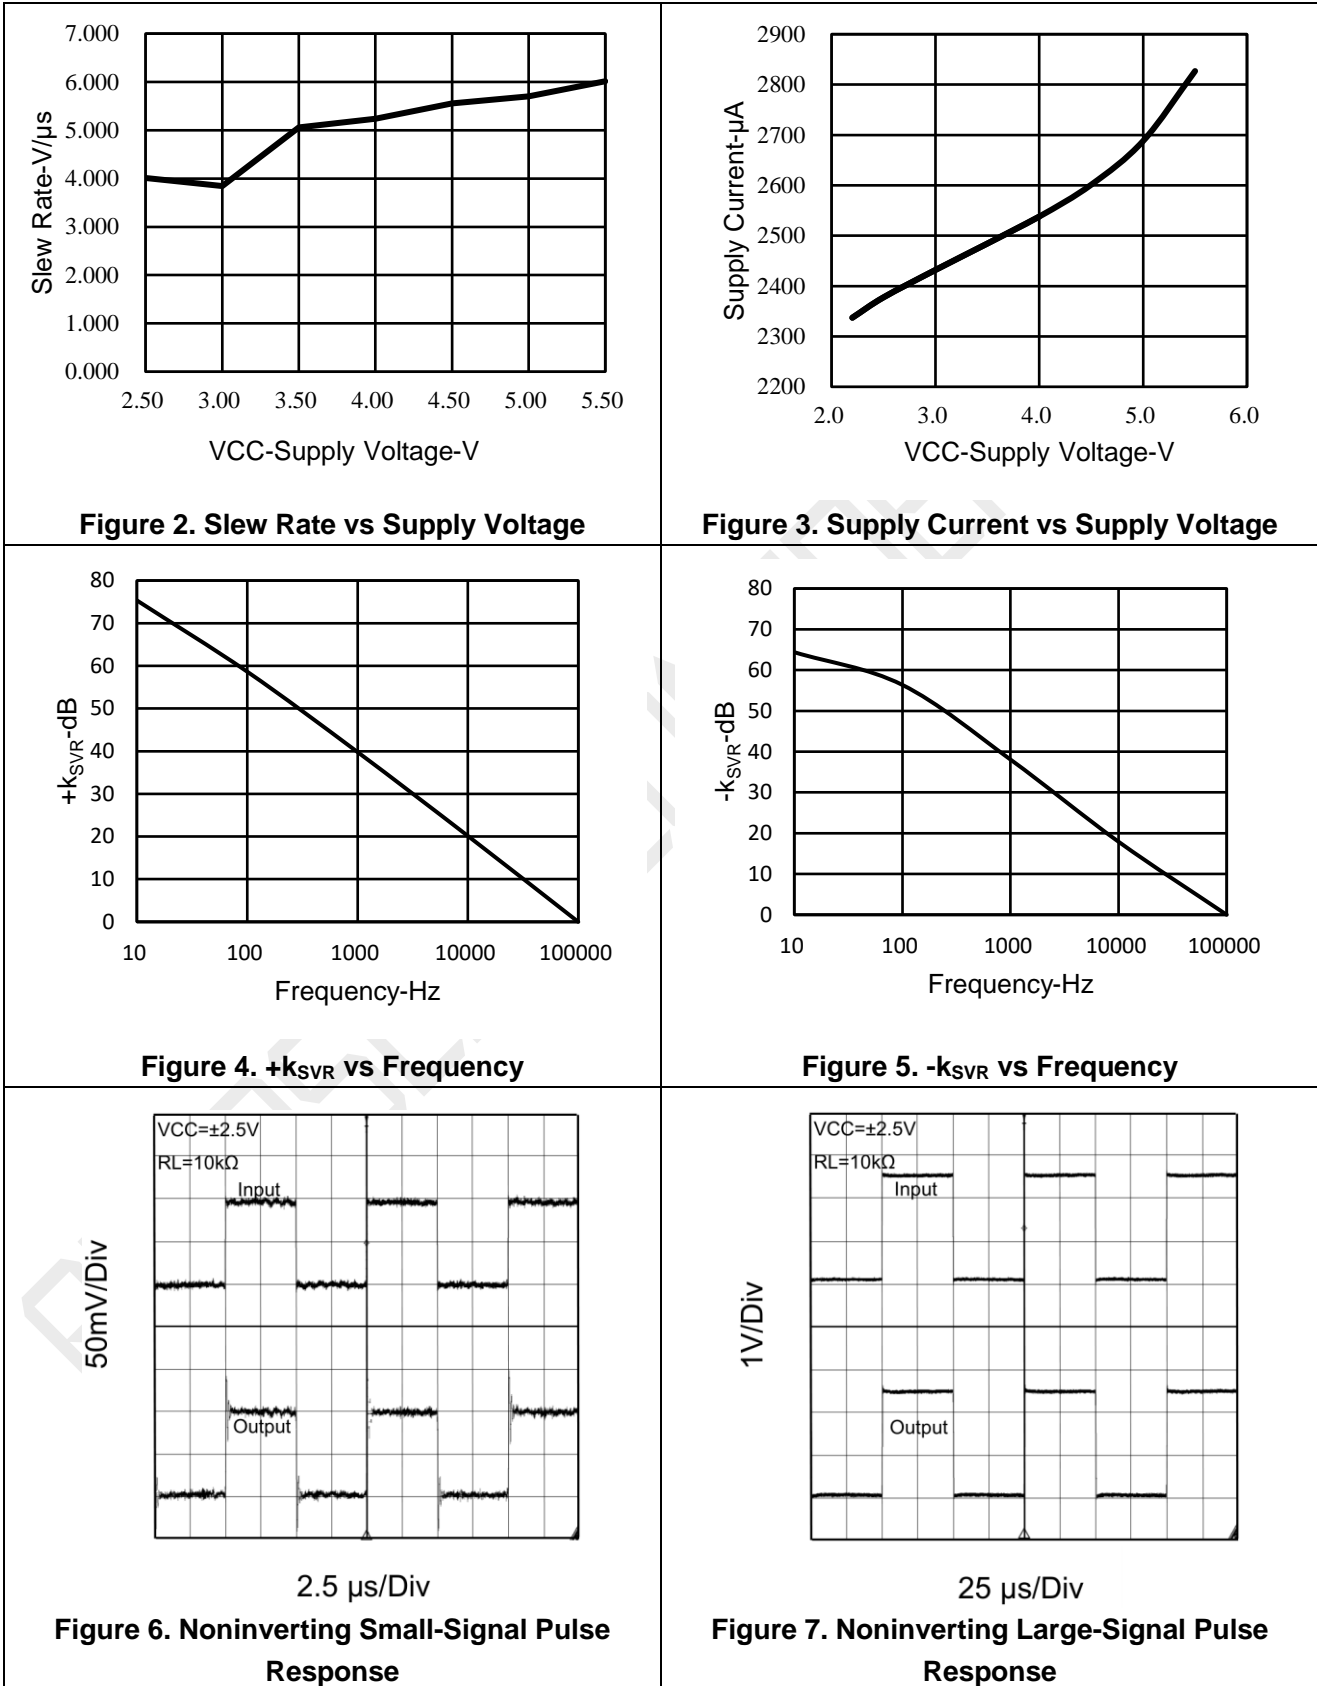 7.000
6.000
5.000
4.000
3.000
2.000
1.000
0.000
Slew Rate-V/µs
2.50 3.00 3.50 4.00 4.50 5.00 5.50
VCC-Supply Voltage-V
Figure 2. Slew Rate vs Supply Voltage
2900
2800
2700
2600
2500
2400
2300
2200
Supply Current-µA
2.0 3.0 4.0 5.0 6.0
VCC-Supply Voltage-V
Figure 3. Supply Current vs Supply Voltage
80
70
60
50
40
30
20
10
0
+kSVR-dB
10 100 1000 10000 100000
Frequency-Hz
Figure 4. +kSVR vs Frequency
80
70
60
50
40
30
20
10
0
-kSVR-dB
10 100 1000 10000 100000
Frequency-Hz
Figure 5. -kSVR vs Frequency
VCC=±2.5V
RL=10kΩ
Input
Output
50mV/Div
2.5 µs/Div
Figure 6. Noninverting Small-Signal Pulse
Response
VCC=±2.5V
RL=10kΩ
Input
Output
1V/Div
25 µs/Div
Figure 7. Noninverting Large-Signal Pulse
Response